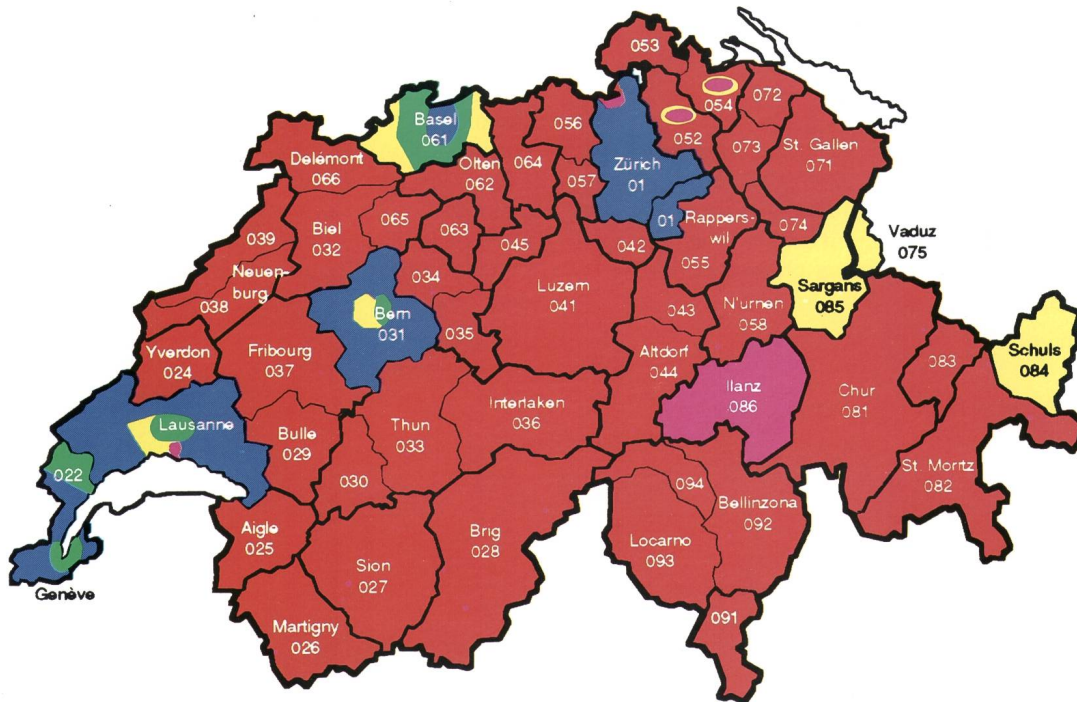 053
054
072
Basel
061
056
052
073
St. Gallen
071
Delémont
066
Olten
062
064
057
Zürich
01
01
Rappers-
wil
055
074
Vaduz
075
039
Biel
032
065
063
045
042
Neuen-
burg
038
034
Luzern
041
043
N'urnen
058
Sargans
085
Bern
031
035
Yverdon
024
Fribourg
037
Altdorf
044
Ilanz
086
Chur
081
083
Schuls
084
Lausanne
022
Bulle
029
Thun
033
Interlaken
036
030
094
Bellinzona
092
St. Moritz
082
Aigle
025
Sion
027
Brig
028
Locarno
093
Genève
Martigny
026
091